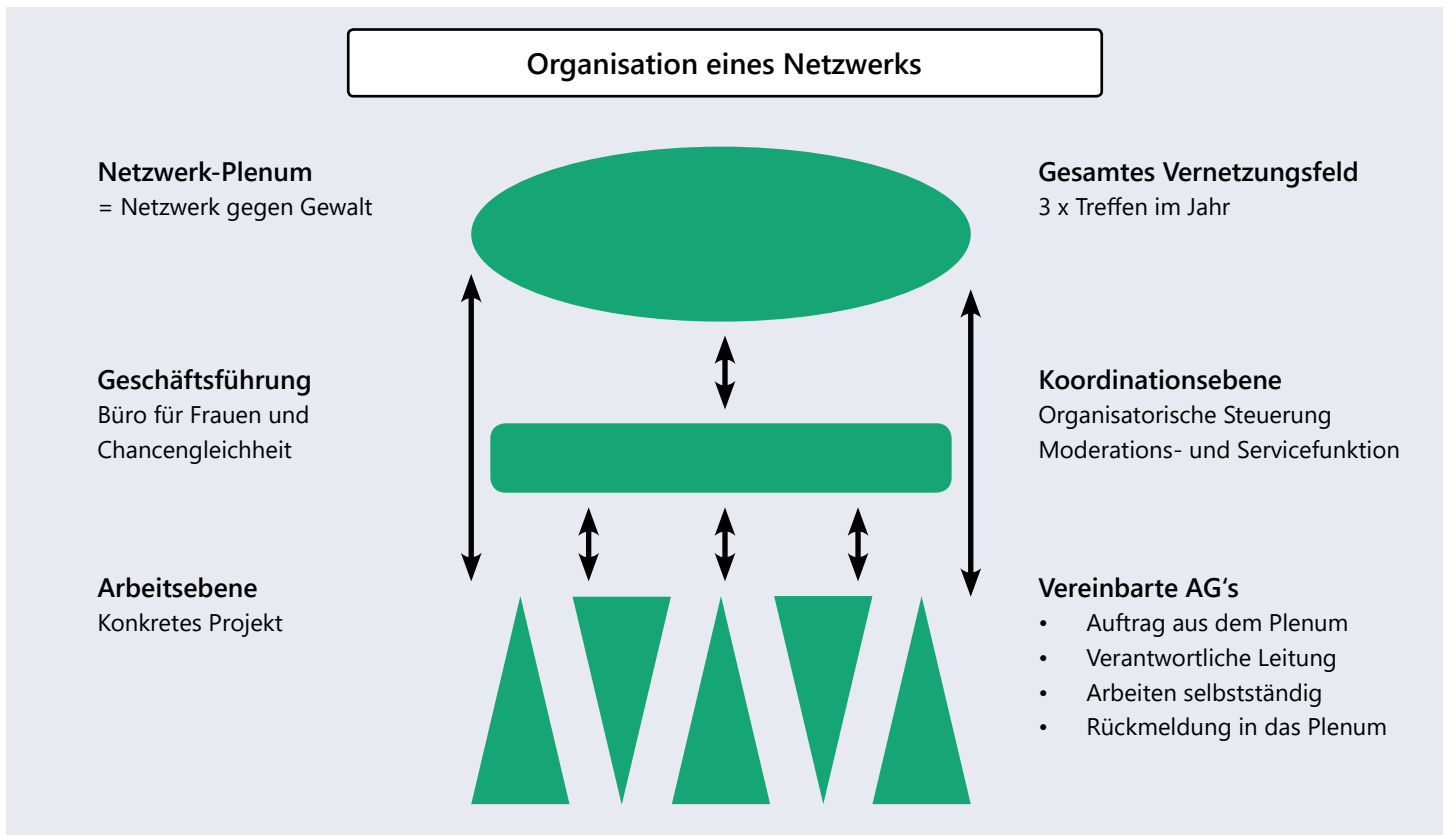 Organisation eines Netzwerks
Netzwerk-Plenum
= Netzwerk gegen Gewalt
Gesamtes Vernetzungsfeld
3 x Treffen im Jahr
Geschäftsführung
Büro für Frauen und
Chancengleichheit
Koordinationsebene
Organisatorische Steuerung
Moderations- und Servicefunktion
Arbeitsebene
Konkretes Projekt
Vereinbarte AG‘s
• Auftrag aus dem Plenum
• Verantwortliche Leitung
• Arbeiten selbstständig
• Rückmeldung in das Plenum